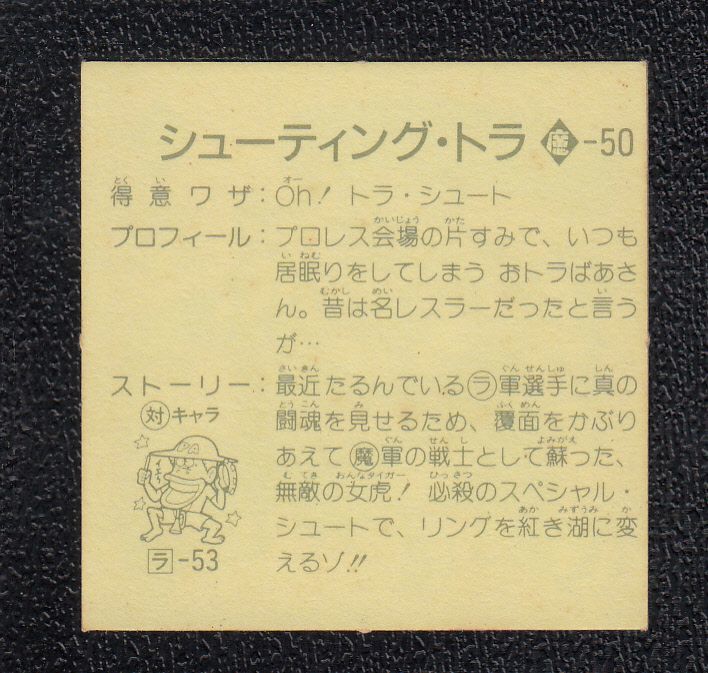 シューティング・トラ 魔-50
得意ワザ:Oh! トラ・シュート
プロフィール:プロレス会場の片すみで、いつも
居眠りをしてしまう おトラばあさ
ん。昔は名レスラーだったと言う
が…
ストーリー:最近たるんでいるラ軍選手に真の
闘魂を見せるため、覆面をかぶり
あえて魔軍の戦士として蘇った、
無敵の女虎! 必殺のスペシャル・
シュートで、リングを紅き湖に変
えるゾ!!
対キャラ
ラ-53